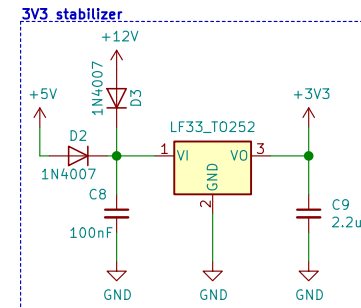 3V3 stabilizer
+12V
1N4007
D3
+5V
D2
1N4007
LF33_TO252
1
VI
VO
3
GND
2
+3V3
C8
100nF
C9
2.2u
GND
GND
GND